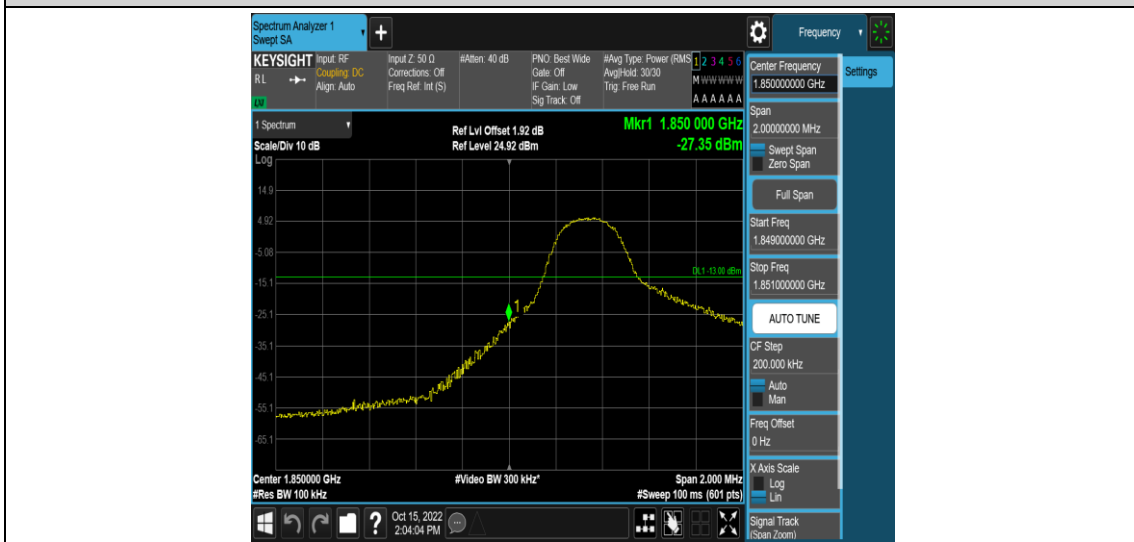 Spectrum Analyzer 1
Swept SA
Frequency
KEYSIGHT
RL
Input: RF
Coupling: DC
Align: Auto
Input Z: 50 Ω
Corrections: Off
Freq Ref: Int (S)
#Atten: 40 dB
PNO: Best Wide
Gate: Off
IF Gain: Low
Sig Track: Off
#Avg Type: Power (RMS
Avg|Hold: 30/30
Trig: Free Run
1 2 3 4 5 6
M W W W W W
A A A A A A
1 Spectrum
Scale/Div 10 dB
Log
Ref Lvl Offset 1.92 dB
Ref Level 24.92 dBm
Mkr1 1.850 000 GHz
-27.35 dBm
14.9
4.92
-5.08
-15.1
-25.1
-35.1
-45.1
-55.1
-65.1
DL1 -13.00 dBm
1
Center 1.850000 GHz
#Res BW 100 kHz
#Video BW 300 kHz*
Span 2.000 MHz
#Sweep 100 ms (601 pts)
Oct 15, 2022
2:04:04 PM
Center Frequency
1.850000000 GHz
Settings
Span
2.00000000 MHz
Swept Span
Zero Span
Full Span
Start Freq
1.849000000 GHz
Stop Freq
1.851000000 GHz
AUTO TUNE
CF Step
200.000 kHz
Auto
Man
Freq Offset
0 Hz
X Axis Scale
Log
Lin
Signal Track
(Span Zoom)